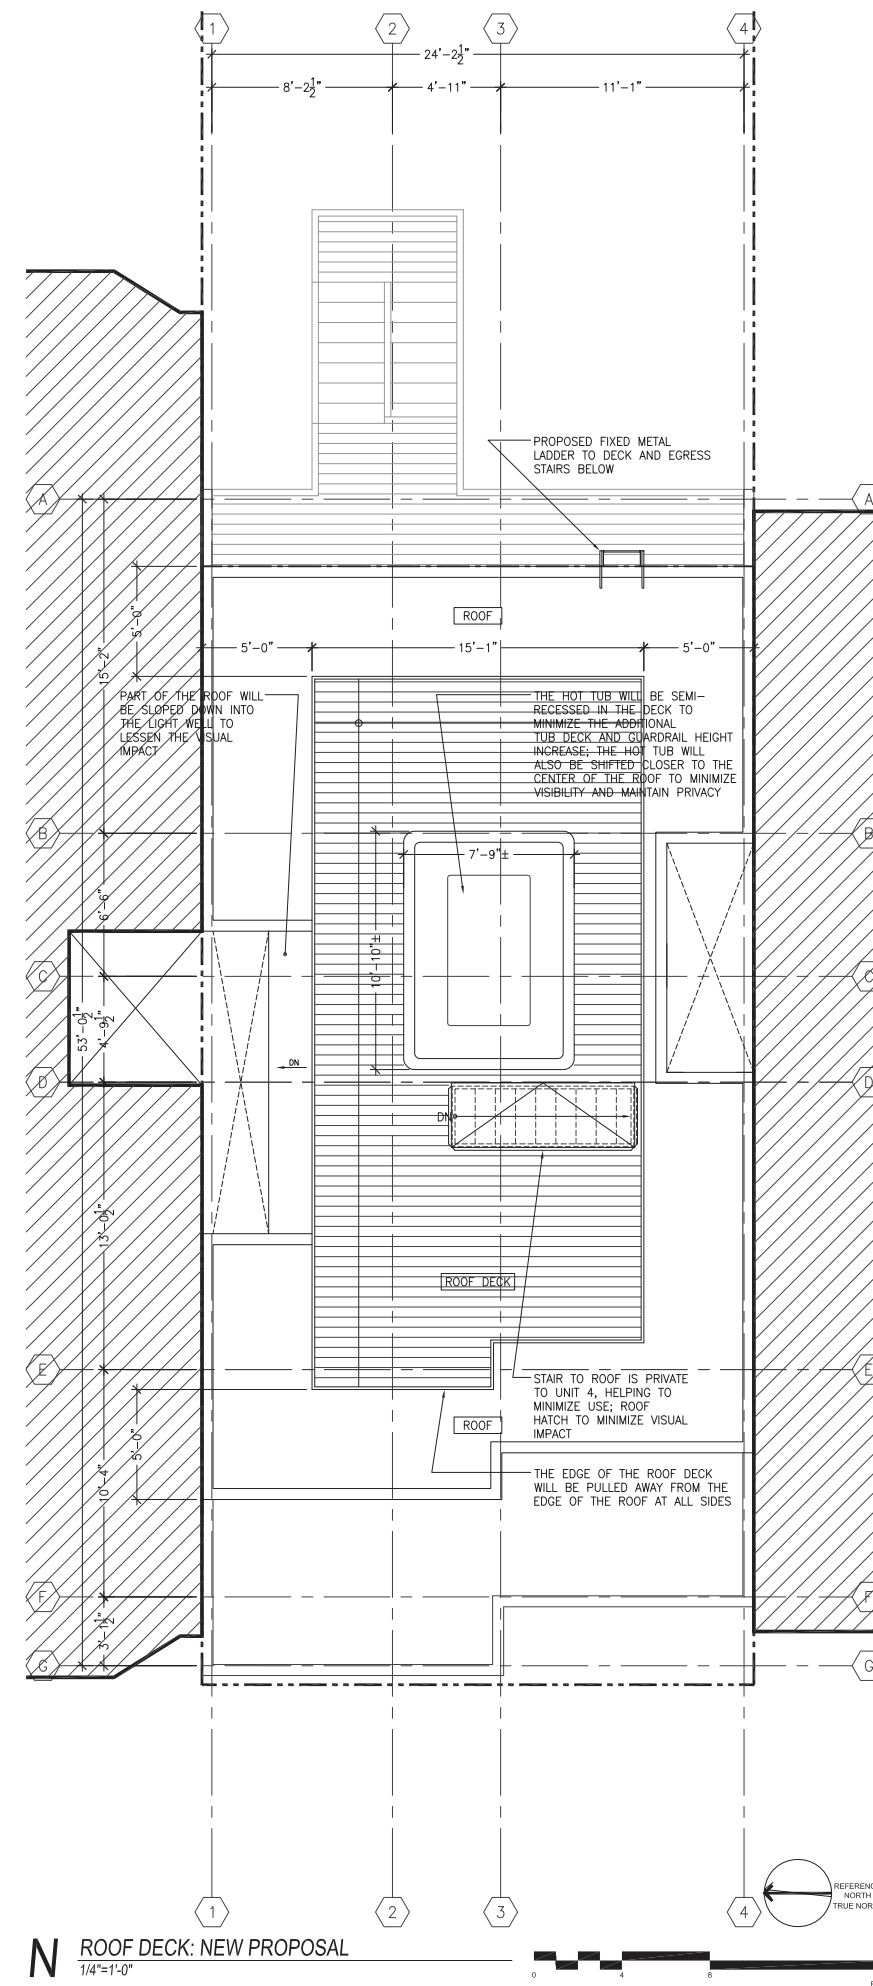 1 2 3 4
24'-2½"
8'-2½" 4'-11" 11'-1"
PROPOSED FIXED METAL
LADDER TO DECK AND EGRESS
STAIRS BELOW
A A
ROOF
5'-0"
15'-2"
5'-0" 15'-1" 5'-0"
PART OF THE ROOF WILL
BE SLOPED DOWN INTO
THE LIGHT WELL TO
LESSEN THE VISUAL
IMPACT
THE HOT TUB WILL BE SEMI-
RECESSED IN THE DECK TO
MINIMIZE THE ADDITIONAL
TUB DECK AND GUARDRAIL HEIGHT
INCREASE; THE HOT TUB WILL
ALSO BE SHIFTED CLOSER TO THE
CENTER OF THE ROOF TO MINIMIZE
VISIBILITY AND MAINTAIN PRIVACY
B B
7'-9"±
6'-6"
10'-10"±
C C
53'-0½"
4'-9½"
DN
D D
DN
13'-0½"
ROOF DECK
E E
STAIR TO ROOF IS PRIVATE
TO UNIT 4, HELPING TO
MINIMIZE USE; ROOF
HATCH TO MINIMIZE VISUAL
IMPACT
ROOF
5'-0"
10'-4"
THE EDGE OF THE ROOF DECK
WILL BE PULLED AWAY FROM THE
EDGE OF THE ROOF AT ALL SIDES
F F
3'-1½"
G G
1 2 3 4
REFERENC
NORTH
TRUE NOR
N ROOF DECK: NEW PROPOSAL
1/4"=1'-0"
0 4 8